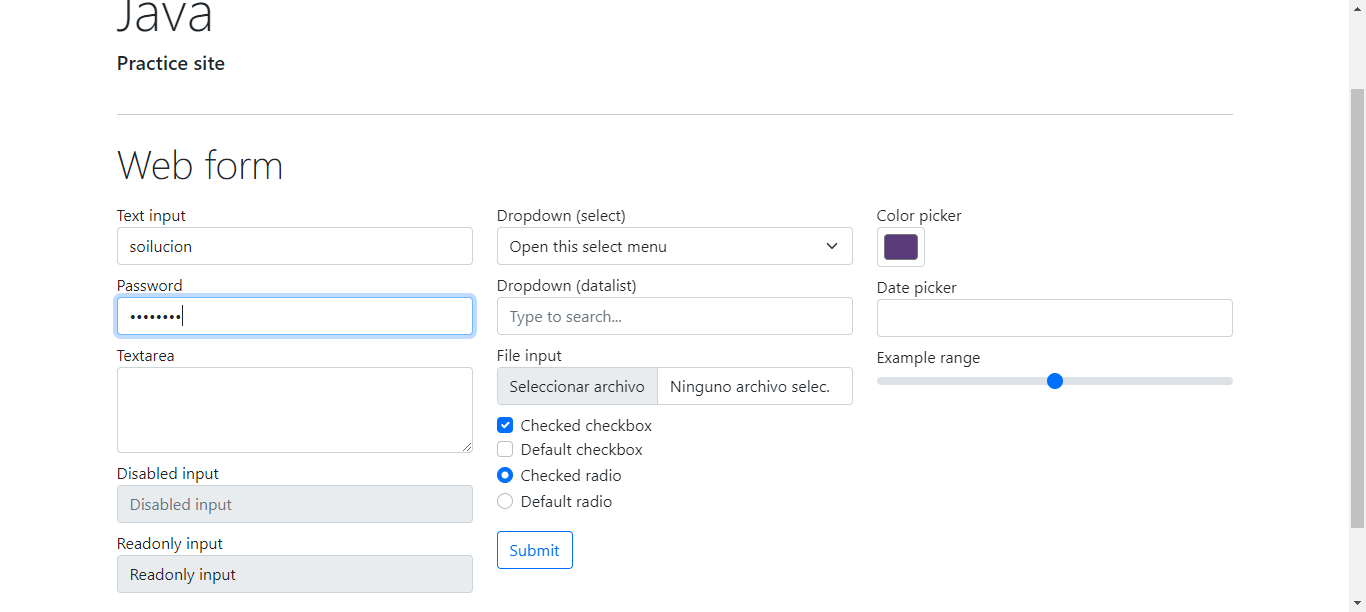 Java
Practice site
Web form
Text input
soilucion
Password
••••••••
Textarea
Disabled input
Disabled input
Readonly input
Readonly input
Dropdown (select)
Open this select menu
Dropdown (datalist)
Type to search...
File input
Seleccionar archivo Ninguno archivo selec.
Checked checkbox
Default checkbox
Checked radio
Default radio
Submit
Color picker
Date picker
Example range